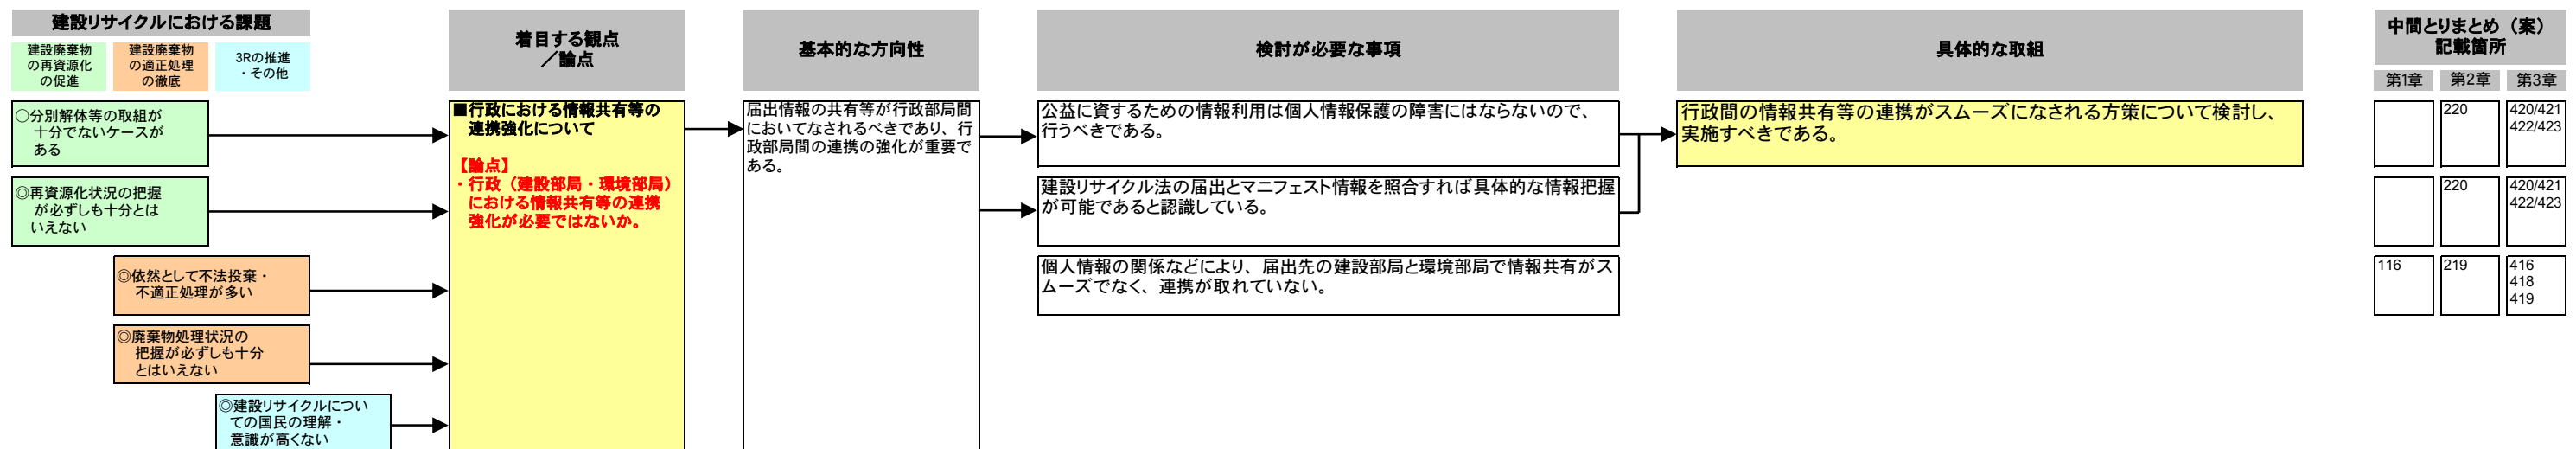 建設リサイクルにおける課題
建設廃棄物
の再資源化
の促進
建設廃棄物
の適正処理
の徹底
3Rの推進
・その他
着目する観点
／論点
基本的な方向性
検討が必要な事項
具体的な取組
中間とりまとめ（案）
記載箇所
第1章
第2章
第3章
○分別解体等の取組が
十分でないケースが
ある
◎再資源化状況の把握
が必ずしも十分とは
いえない
◎依然として不法投棄・
不適正処理が多い
◎廃棄物処理状況の
把握が必ずしも十分
とはいえない
◎建設リサイクルについ
ての国民の理解・
意識が高くない
■行政における情報共有等の
連携強化について
【論点】
・行政（建設部局・環境部局）
における情報共有等の連携
強化が必要ではないか。
届出情報の共有等が行政部局間
においてなされるべきであり、行
政部局間の連携の強化が重要で
ある。
公益に資するための情報利用は個人情報保護の障害にはならないので、
行うべきである。
建設リサイクル法の届出とマニフェスト情報を照合すれば具体的な情報把握
が可能であると認識している。
個人情報の関係などにより、届出先の建設部局と環境部局で情報共有がス
ムーズでなく、連携が取れていない。
行政間の情報共有等の連携がスムーズになされる方策について検討し、
実施すべきである。
220
420/421
422/423
220
420/421
422/423
116
219
416
418
419